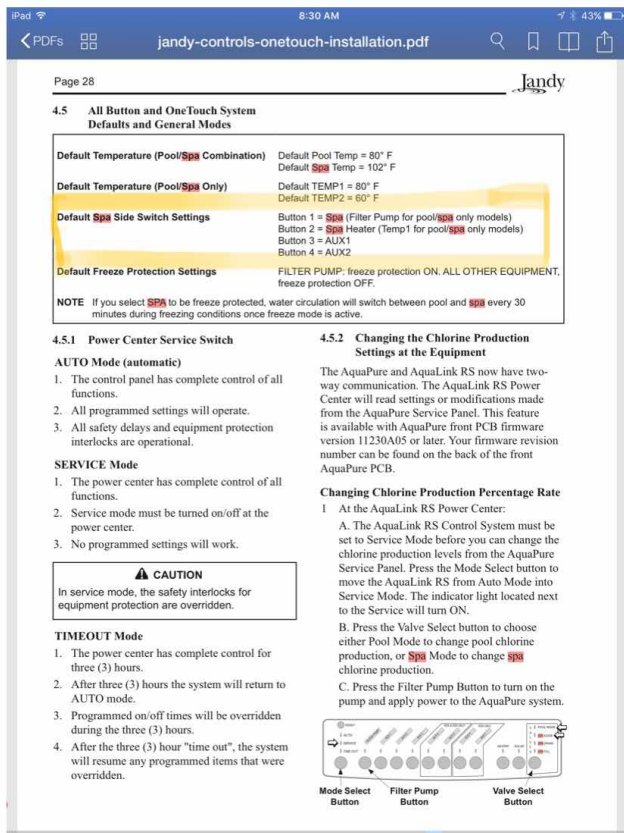 iPad
8:30 AM
43%
PDFs
jandy-controls-onetouch-installation.pdf
Page 28
Jandy
4.5 All Button and OneTouch System
Defaults and General Modes
Default Temperature (Pool/Spa Combination) Default Pool Temp = 80° F
Default Spa Temp = 102° F
Default Temperature (Pool/Spa Only) Default TEMP1 = 80° F
Default TEMP2 = 60° F
Default Spa Side Switch Settings Button 1 = Spa (Filter Pump for pool/spa only models)
Button 2 = Spa Heater (Temp1 for pool/spa only models)
Button 3 = AUX1
Button 4 = AUX2
Default Freeze Protection Settings FILTER PUMP: freeze protection ON. ALL OTHER EQUIPMENT,
freeze protection OFF.
NOTE If you select SPA to be freeze protected, water circulation will switch between pool and spa every 30
minutes during freezing conditions once freeze mode is active.
4.5.1 Power Center Service Switch
AUTO Mode (automatic)
1. The control panel has complete control of all
functions.
2. All programmed settings will operate.
3. All safety delays and equipment protection
interlocks are operational.
SERVICE Mode
1. The power center has complete control of all
functions.
2. Service mode must be turned on/off at the
power center.
3. No programmed settings will work.
CAUTION
In service mode, the safety interlocks for
equipment protection are overridden.
TIMEOUT Mode
1. The power center has complete control for
three (3) hours.
2. After three (3) hours the system will return to
AUTO mode.
3. Programmed on/off times will be overridden
during the three (3) hours.
4. After the three (3) hour "time out", the system
will resume any programmed items that were
overridden.
4.5.2 Changing the Chlorine Production
Settings at the Equipment
The AquaPure and AquaLink RS now have two-
way communication. The AquaLink RS Power
Center will read settings or modifications made
from the AquaPure Service Panel. This feature
is available with AquaPure front PCB firmware
version 11230A05 or later. Your firmware revision
number can be found on the back of the front
AquaPure PCB.
Changing Chlorine Production Percentage Rate
1 At the AquaLink RS Power Center:
A. The AquaLink RS Control System must be
set to Service Mode before you can change the
chlorine production levels from the AquaPure
Service Panel. Press the Mode Select button to
move the AquaLink RS from Auto Mode into
Service Mode. The indicator light located next
to the Service will turn ON.
B. Press the Valve Select button to choose
either Pool Mode to change pool chlorine
production, or Spa Mode to change spa
chlorine production.
C. Press the Filter Pump Button to turn on the
pump and apply power to the AquaPure system.
AUTO
SERVICE
TIME OUT
Mode Select
Button
Filter Pump
Button
Valve Select
Button